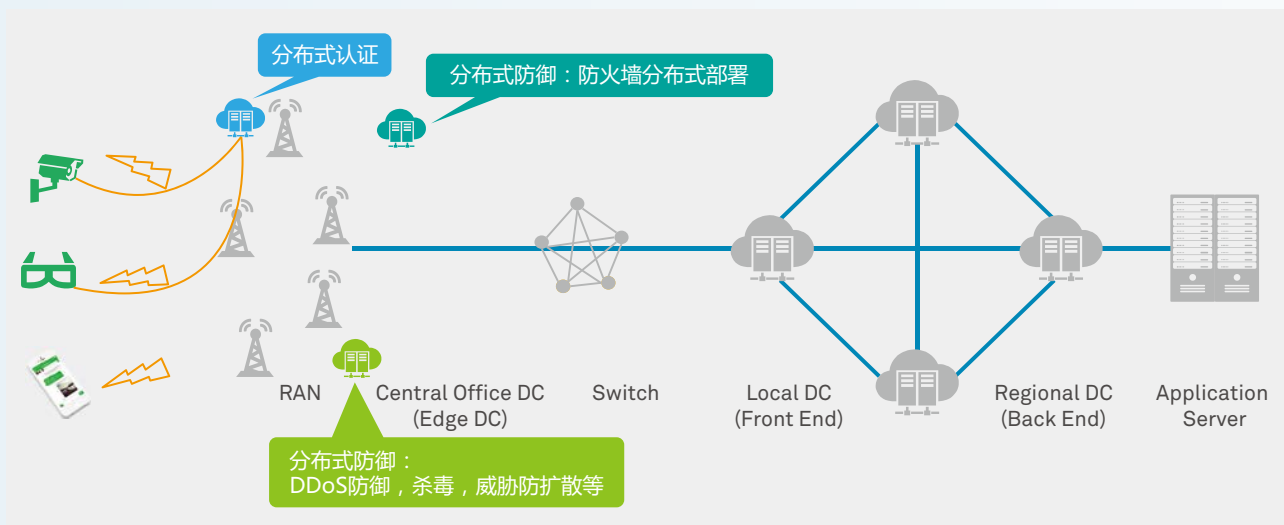 分布式认证
分布式防御：防火墙分布式部署
RAN
Central Office DC
(Edge DC)
Switch
Local DC
(Front End)
Regional DC
(Back End)
Application
Server
分布式防御：
DDoS防御，杀毒，威胁防扩散等